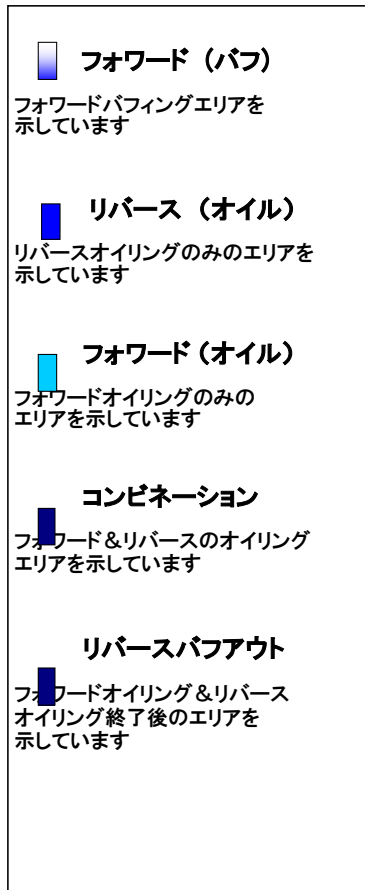 フォワード（バフ）
フォワードバフィングエリアを
示しています
リバース（オイル）
リバースオイリングのみのエリアを
示しています
フォワード（オイル）
フォワードオイリングのみの
エリアを示しています
コンビネーション
フォワード＆リバースのオイリング
エリアを示しています
リバースバフアウト
フォワードオイリング＆リバース
オイリング終了後のエリアを
示しています